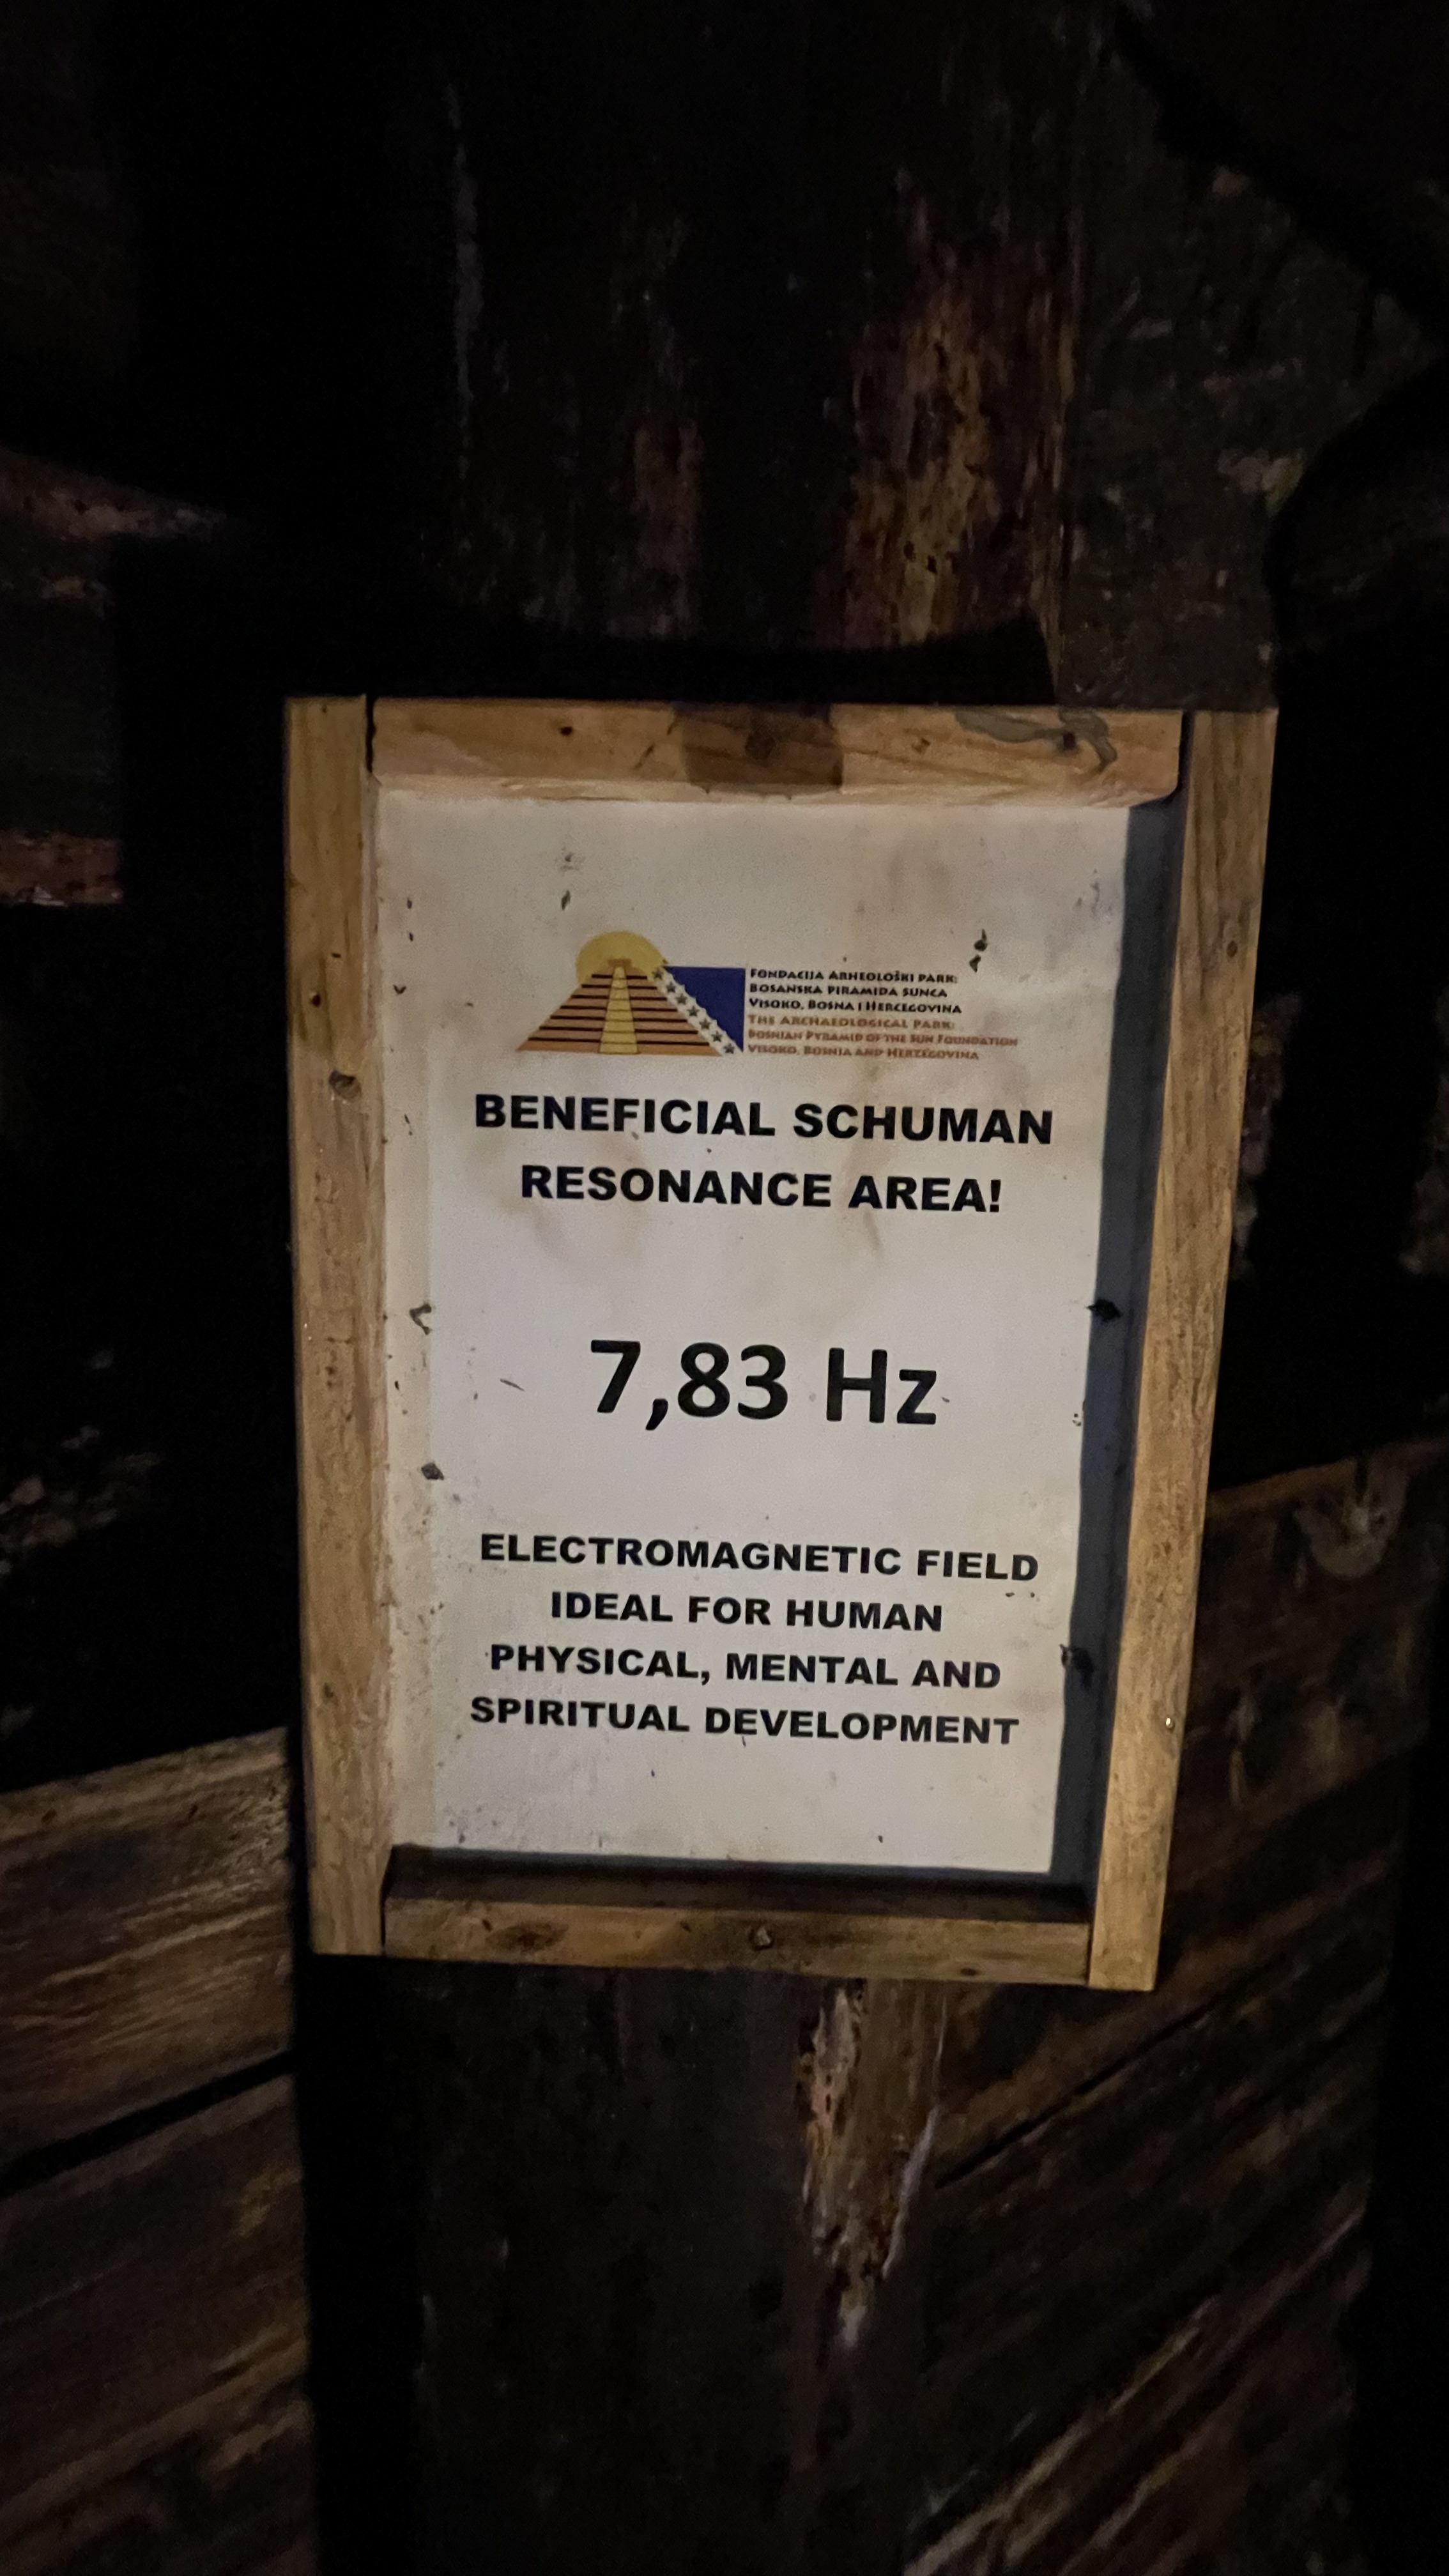 FONDACIJA ARHEOLOŠKI PARK:
BOSANSKA PIRAMIDA SUNCA
VISOKO, BOSNA I HERCEGOVINA
THE ARCHAEOLOGICAL PARK:
BOSNIAN PYRAMID OF THE SUN FOUNDATION
VISOKO, BOSNIA AND HERZEGOVINA
BENEFICIAL SCHUMAN
RESONANCE AREA!
7,83 Hz
ELECTROMAGNETIC FIELD
IDEAL FOR HUMAN
PHYSICAL, MENTAL AND
SPIRITUAL DEVELOPMENT